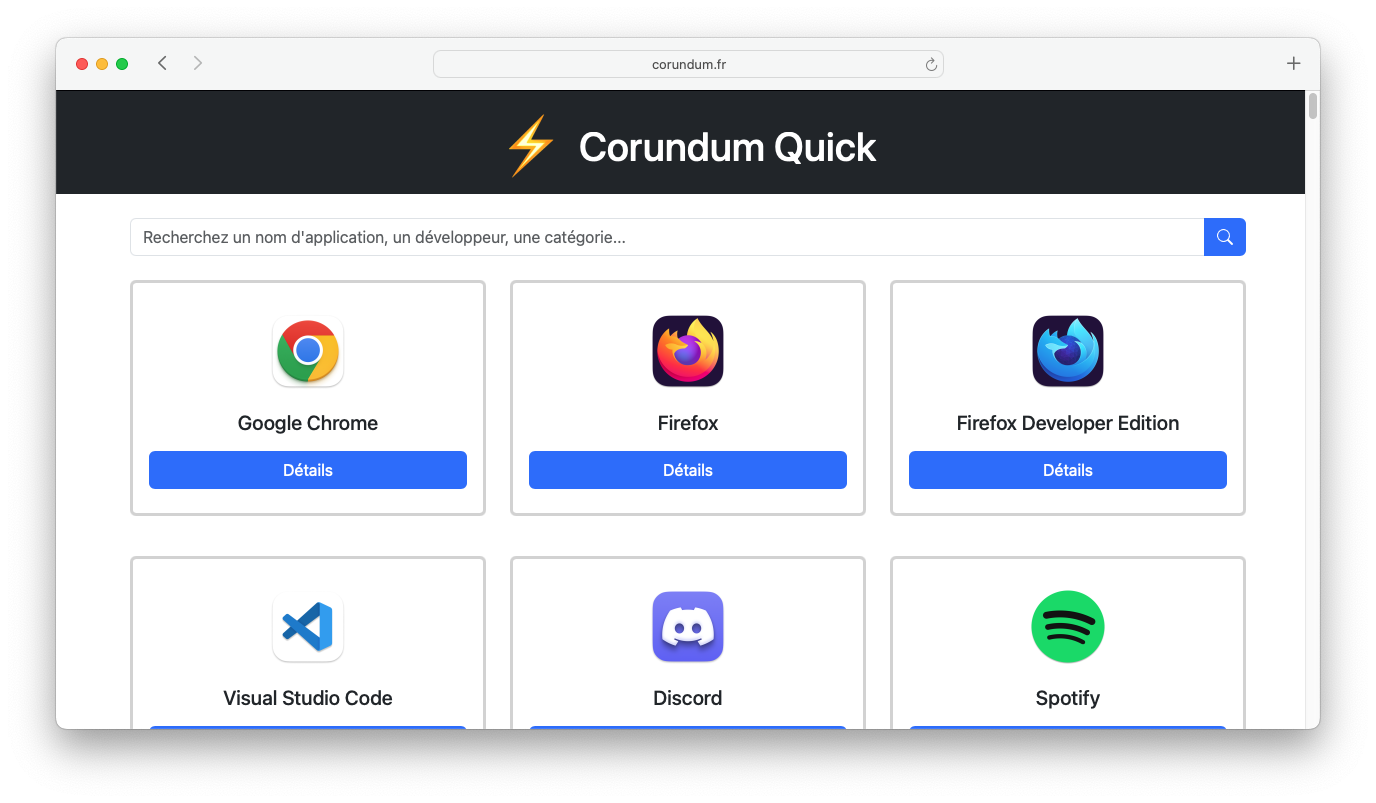 corundum.fr
Corundum Quick
Recherchez un nom d'application, un développeur, une catégorie...
Google Chrome
Firefox
Firefox Developer Edition
Détails
Détails
Détails
Visual Studio Code
Discord
Spotify